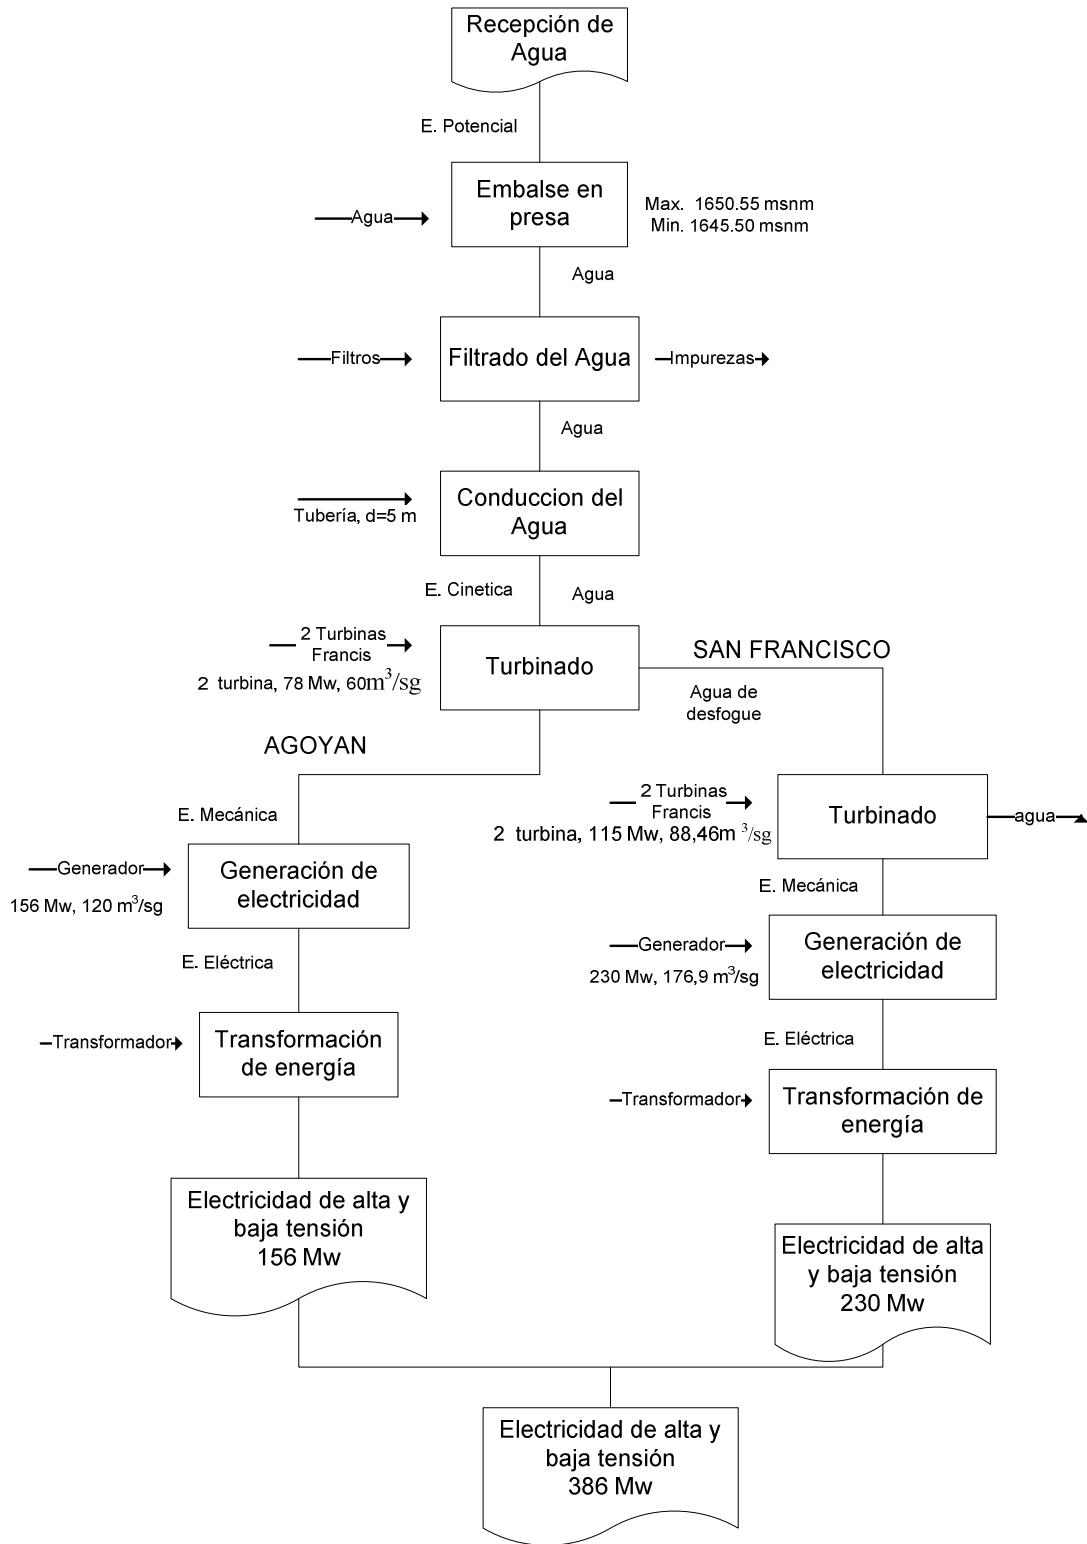 Recepción de
Agua
E. Potencial
Embalse en
presa
Agua
Max. 1650.55 msnm
Min. 1645.50 msnm
Agua
Filtros
Filtrado del Agua
Impurezas
Agua
Conduccion del
Agua
Tubería, d=5 m
E. Cinetica
Agua
2 Turbinas
Francis
2 turbina, 78 Mw, 60m³/sg
Turbinado
SAN FRANCISCO
Agua de
desfogue
AGOYAN
E. Mecánica
2 Turbinas
Francis
2 turbina, 115 Mw, 88,46m ³/sg
Turbinado
agua
Generador
156 Mw, 120 m³/sg
Generación de
electricidad
E. Mecánica
E. Eléctrica
Generador
230 Mw, 176,9 m³/sg
Generación de
electricidad
Transformador
Transformación
de energía
E. Eléctrica
Transformador
Transformación de
energía
Electricidad de alta y
baja tensión
156 Mw
Electricidad de alta
y baja tensión
230 Mw
Electricidad de alta y
baja tensión
386 Mw